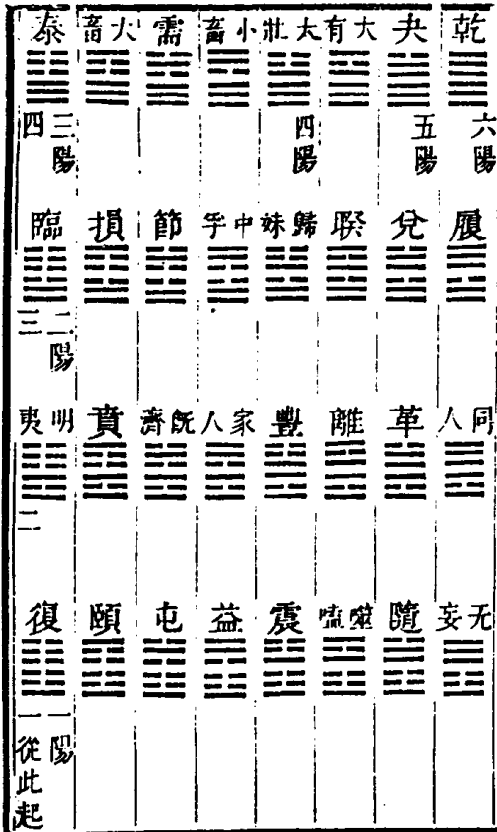 乾 夬 大有 太壯 小畜 需 大畜 泰
六陽 五陽 四陽 三陽 四
履 兌 睽 歸妹 中孚 節 損 臨
二陽 三
同人 革 離 豐 家人 既濟 賁 明夷
二
无妄 隨 噬嗑 震 益 屯 頤 復
一陽
一從此起